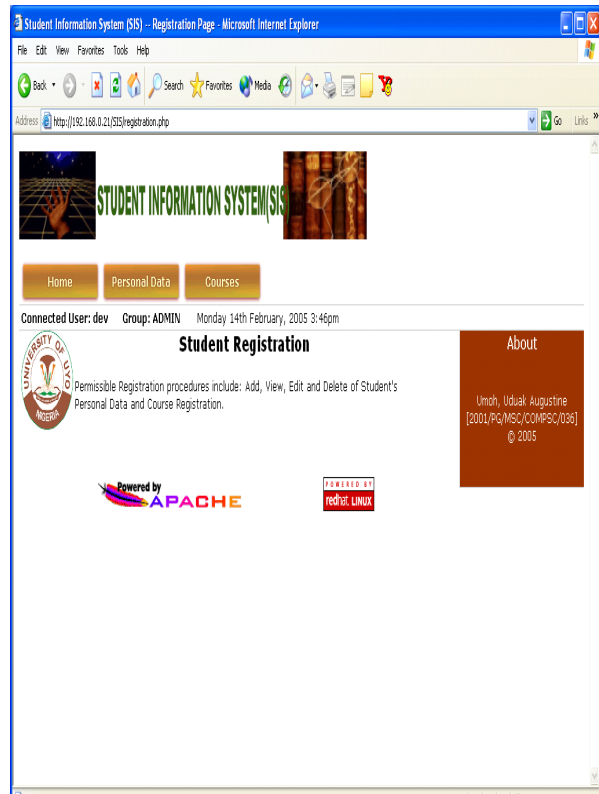 Student Information System (SIS) -- Registration Page - Microsoft Internet Explorer
File Edit View Favorites Tools Help
Back Search Favorites Media
Address http://192.168.0.21/SIS/registration.php Go Links »
STUDENT INFORMATION SYSTEM(SIS)
Home Personal Data Courses
Connected User: dev Group: ADMIN Monday 14th February, 2005 3:46pm
UNIVERSITY OF UYO
NIGERIA
Student Registration
Permissible Registration procedures include: Add, View, Edit and Delete of Student's
Personal Data and Course Registration.
About
Umoh, Uduak Augustine
[2001/PG/MSC/COMPSC/036]
© 2005
Powered by
APACHE
POWERED BY
redhat LINUX